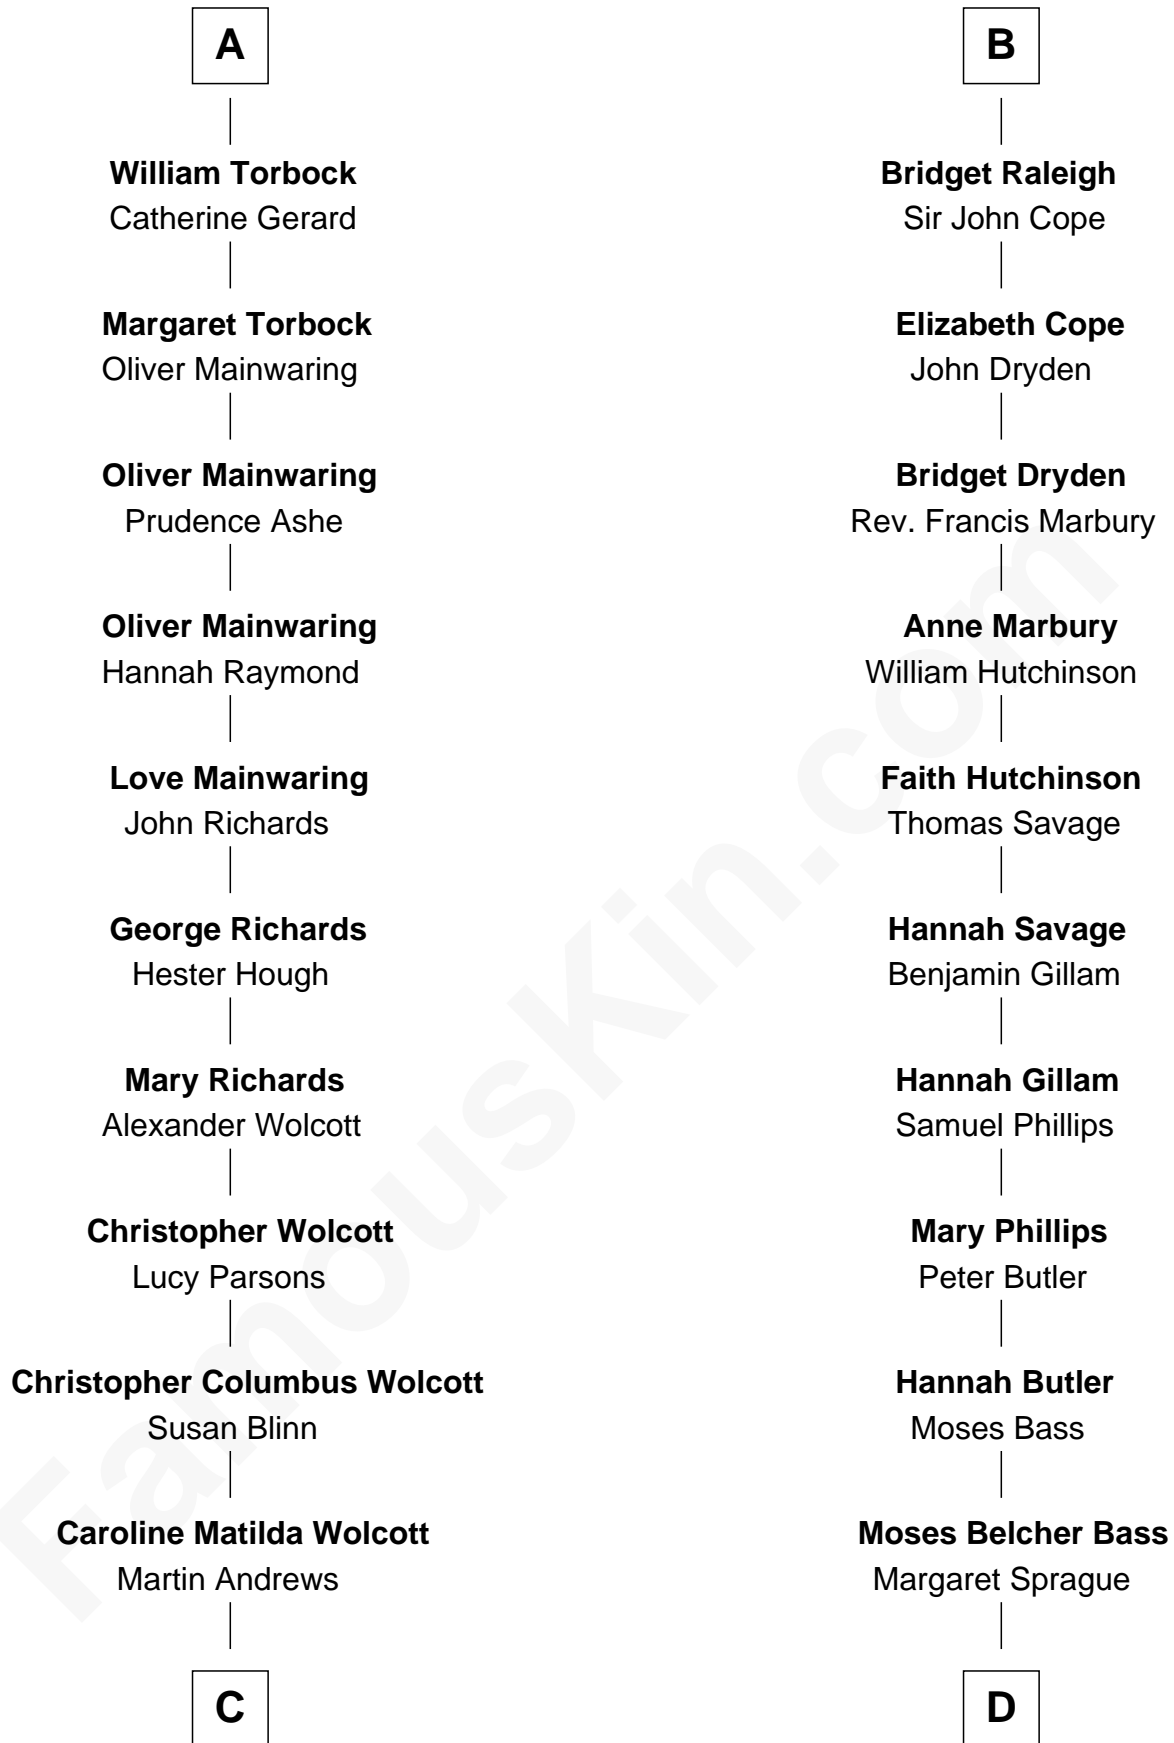 A
William Torbock
Catherine Gerard
Margaret Torbock
Oliver Mainwaring
Oliver Mainwaring
Prudence Ashe
Oliver Mainwaring
Hannah Raymond
Love Mainwaring
John Richards
George Richards
Hester Hough
Mary Richards
Alexander Wolcott
Christopher Wolcott
Lucy Parsons
Christopher Columbus Wolcott
Susan Blinn
Caroline Matilda Wolcott
Martin Andrews
C
B
Bridget Raleigh
Sir John Cope
Elizabeth Cope
John Dryden
Bridget Dryden
Rev. Francis Marbury
Anne Marbury
William Hutchinson
Faith Hutchinson
Thomas Savage
Hannah Savage
Benjamin Gillam
Hannah Gillam
Samuel Phillips
Mary Phillips
Peter Butler
Hannah Butler
Moses Bass
Moses Belcher Bass
Margaret Sprague
D
FamousKin.com